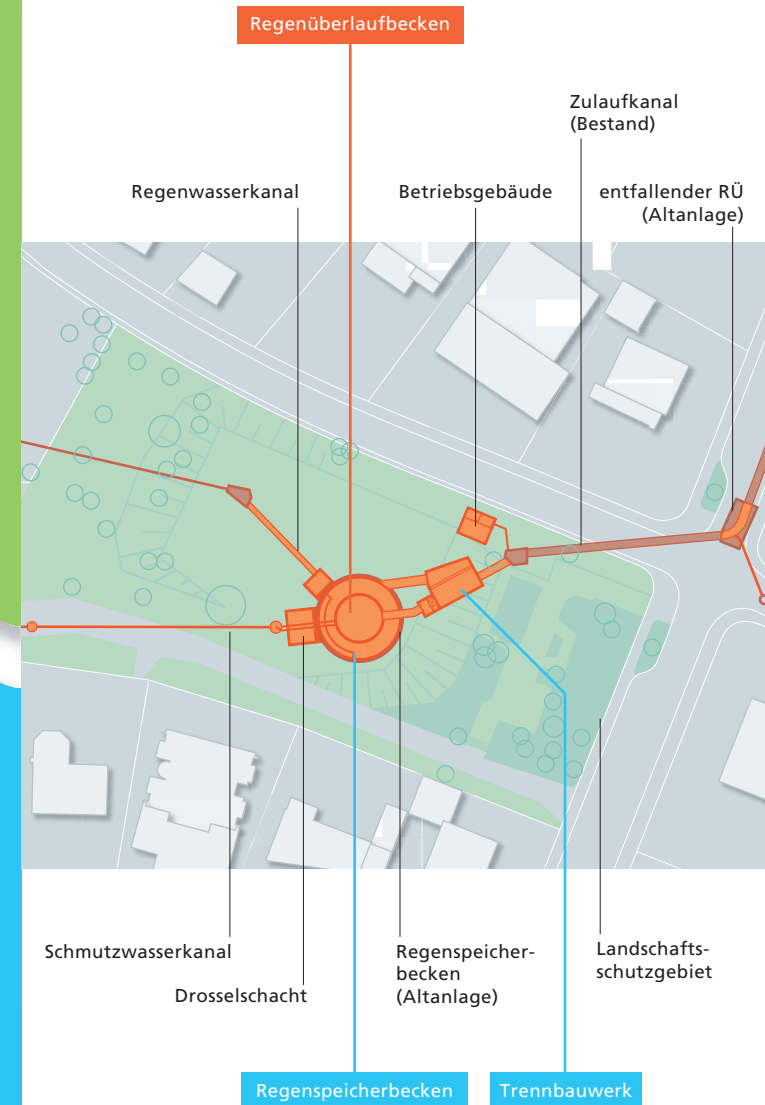 Regenüberlaufbecken
Zulaufkanal
(Bestand)
Regenwasserkanal
Betriebsgebäude
entfallender RÜ
(Altanlage)
Schmutzwasserkanal
Drosselschacht
Regenspeicher-
becken
(Altanlage)
Landschafts-
schutzgebiet
Regenspeicherbecken
Trennbauwerk